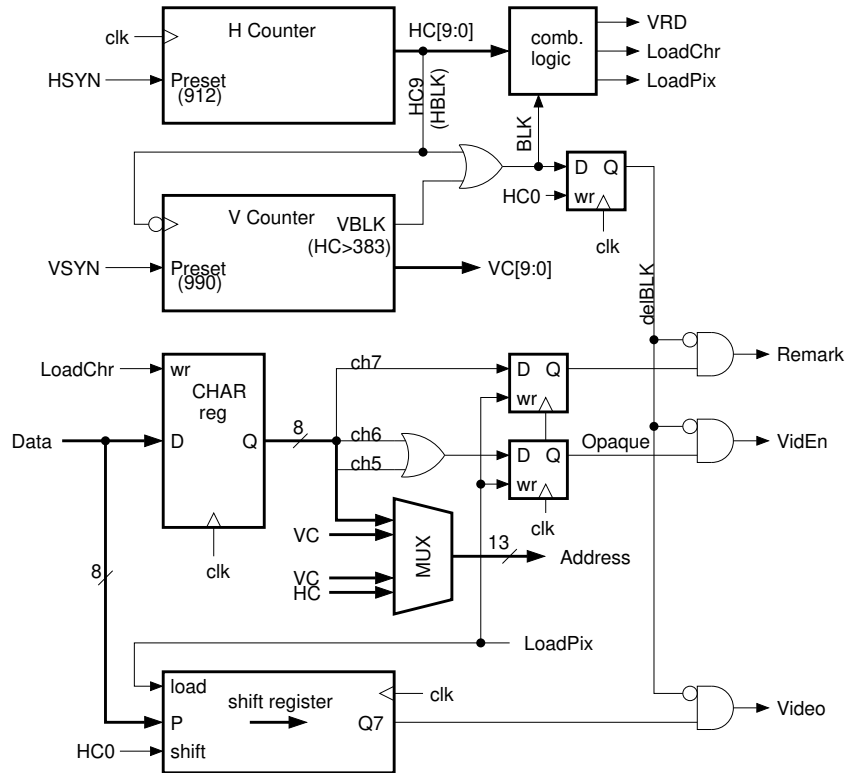 H Counter
clk
HSYN
Preset
(912)
HC[9:0]
HC9
(HBLK)
comb.
logic
VRD
LoadChr
LoadPix
BLK
D
Q
wr
HC0
clk
V Counter
VBLK
(HC>383)
VSYN
Preset
(990)
VC[9:0]
delBLK
LoadChr
wr
CHAR
reg
Data
D
Q
8
clk
ch7
ch6
ch5
D
Q
wr
D
Q
wr
clk
Opaque
Remark
VidEn
VC
VC
HC
MUX
13
Address
8
LoadPix
load
shift register
clk
P
Q7
HC0
shift
Video